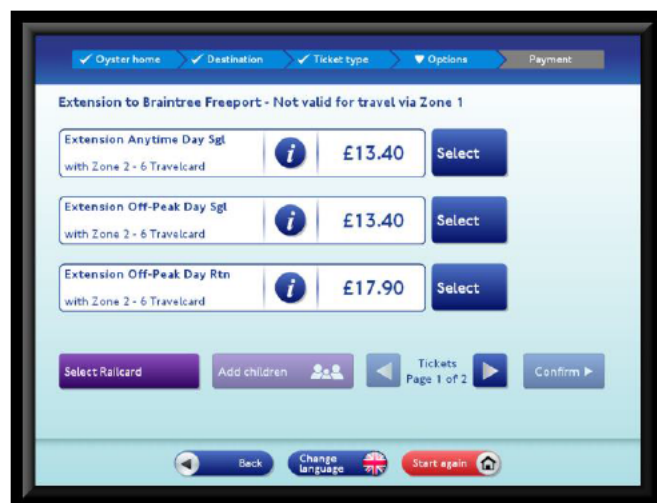 Oyster home
Destination
Ticket type
Options
Payment
Extension to Braintree Freeport - Not valid for travel via Zone 1
Extension Anytime Day Sgl
with Zone 2 - 6 Travelcard
i
£13.40
Select
Extension Off-Peak Day Sgl
with Zone 2 - 6 Travelcard
i
£13.40
Select
Extension Off-Peak Day Rtn
with Zone 2 - 6 Travelcard
i
£17.90
Select
Select Railcard
Add children
Tickets
Page 1 of 2
Confirm
Back
Change
language
Start again